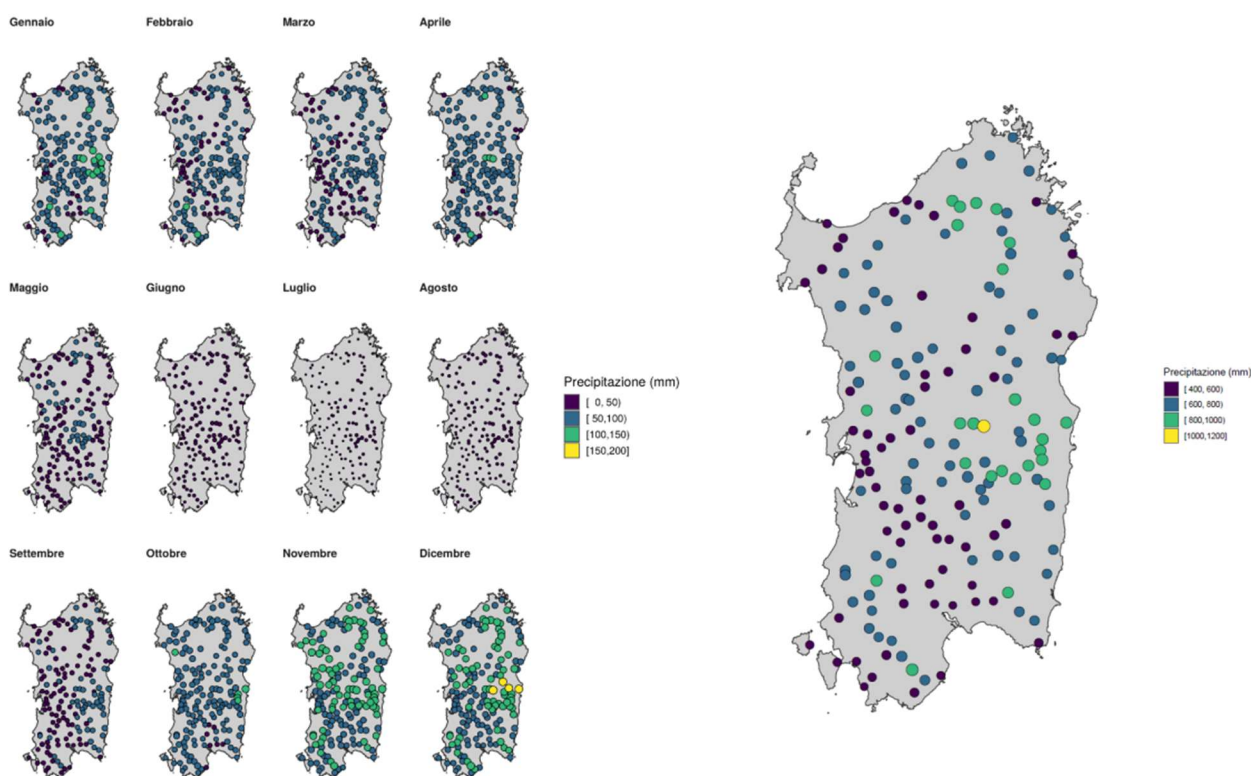 Gennaio
Febbraio
Marzo
Aprile
Maggio
Giugno
Luglio
Agosto
Settembre
Ottobre
Novembre
Dicembre
Precipitazione (mm)
[ 0, 50)
[ 50,100)
[100,150)
[150,200]
Precipitazione (mm)
[ 400, 600)
[ 600, 800)
[ 800,1000)
[1000,1200]